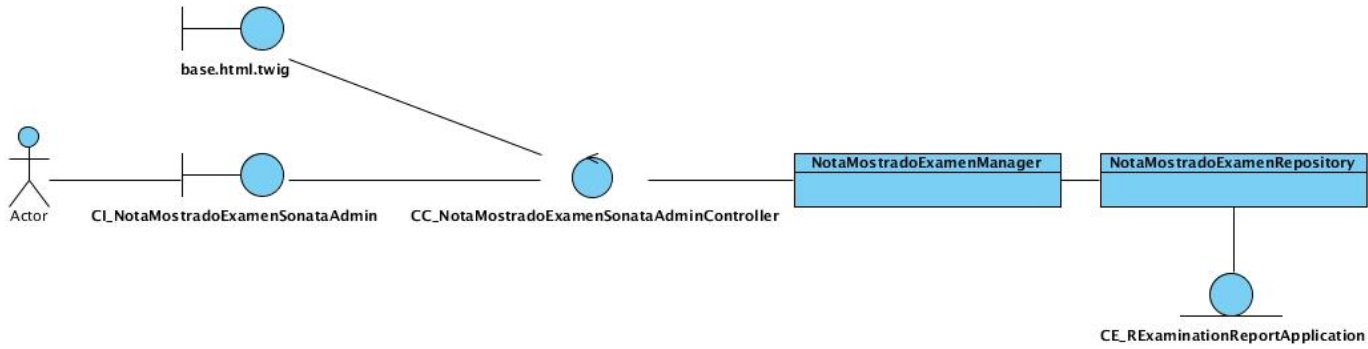 base.html.twig
Actor
CI_NotaMostradoExamenSonataAdmin
CC_NotaMostradoExamenSonataAdminController
NotaMostradoExamenManager
NotaMostradoExamenRepository
CE_RExaminationReportApplication